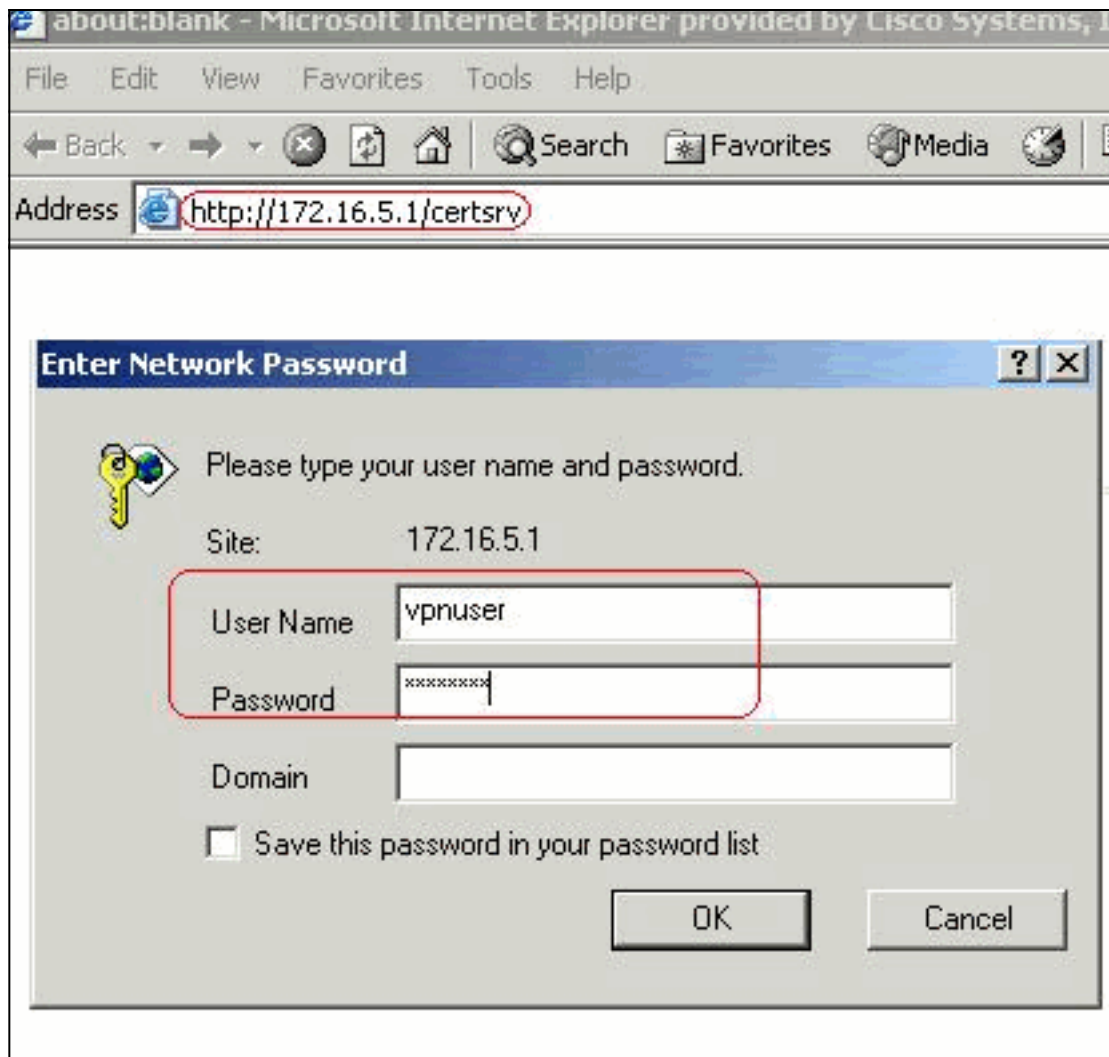 about:blank - Microsoft Internet Explorer provided by Cisco Systems,
File Edit View Favorites Tools Help
Back Search Favorites Media
Address http://172.16.5.1/certsrv
Enter Network Password
Please type your user name and password.
Site: 172.16.5.1
User Name vpnuser
Password ××××××××
Domain
Save this password in your password list
OK Cancel